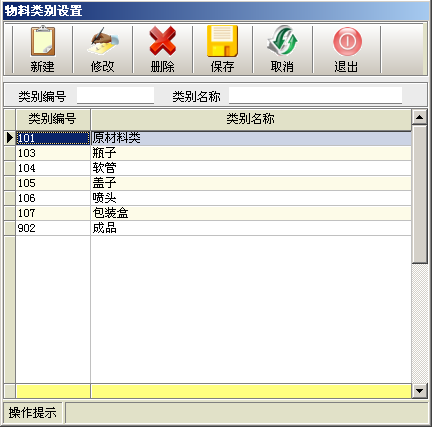 物料类别设置
新建 修改 删除 保存 取消 退出
类别编号 类别名称
类别编号 类别名称
101 原材料类
103 瓶子
104 软管
105 盖子
106 喷头
107 包装盒
902 成品
操作提示